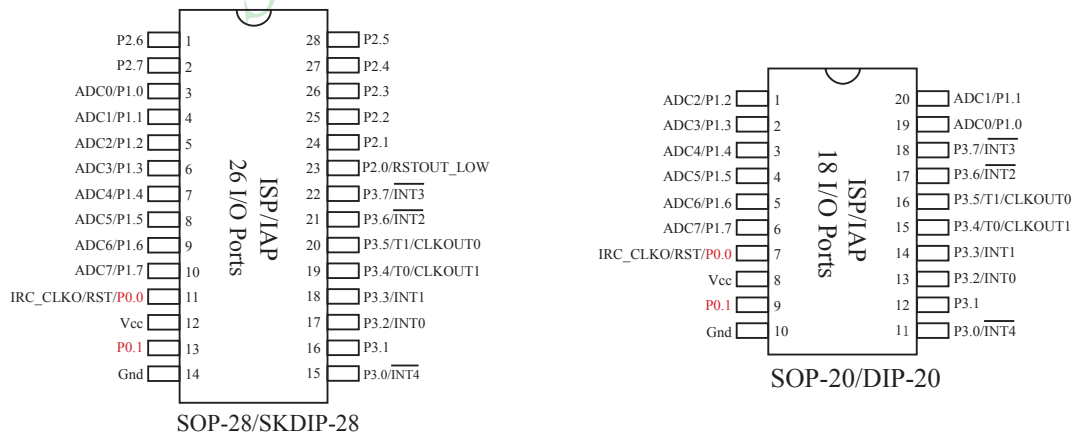 P2.6 1
P2.7 2
ADC0/P1.0 3
ADC1/P1.1 4
ADC2/P1.2 5
ADC3/P1.3 6
ADC4/P1.4 7
ADC5/P1.5 8
ADC6/P1.6 9
ADC7/P1.7 10
IRC_CLKO/RST/P0.0 11
Vcc 12
P0.1 13
Gnd 14
ISP/IAP
26 I/O Ports
28 P2.5
27 P2.4
26 P2.3
25 P2.2
24 P2.1
23 P2.0/RSTOUT_LOW
22 P3.7/INT3
21 P3.6/INT2
20 P3.5/T1/CLKOUT0
19 P3.4/T0/CLKOUT1
18 P3.3/INT1
17 P3.2/INT0
16 P3.1
15 P3.0/INT4
SOP-28/SKDIP-28
ADC2/P1.2 1
ADC3/P1.3 2
ADC4/P1.4 3
ADC5/P1.5 4
ADC6/P1.6 5
ADC7/P1.7 6
IRC_CLKO/RST/P0.0 7
Vcc 8
P0.1 9
Gnd 10
ISP/IAP
18 I/O Ports
20 ADC1/P1.1
19 ADC0/P1.0
18 P3.7/INT3
17 P3.6/INT2
16 P3.5/T1/CLKOUT0
15 P3.4/T0/CLKOUT1
14 P3.3/INT1
13 P3.2/INT0
12 P3.1
11 P3.0/INT4
SOP-20/DIP-20